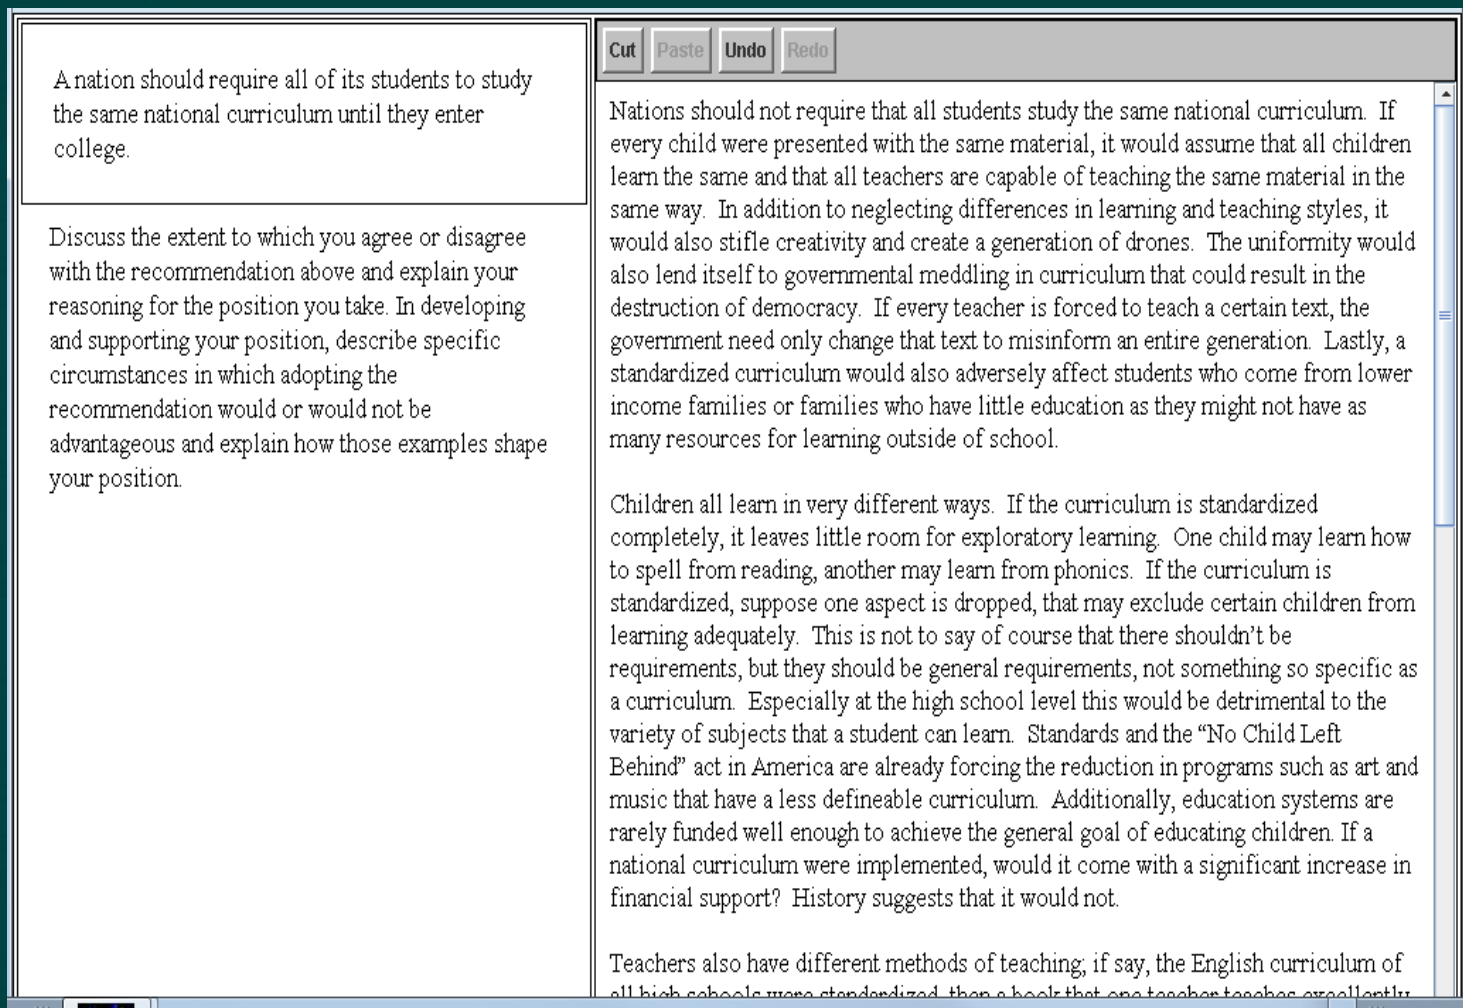 A nation should require all of its students to study
the same national curriculum until they enter
college.
Discuss the extent to which you agree or disagree
with the recommendation above and explain your
reasoning for the position you take. In developing
and supporting your position, describe specific
circumstances in which adopting the
recommendation would or would not be
advantageous and explain how those examples shape
your position.
Cut Paste Undo Redo
Nations should not require that all students study the same national curriculum.  If
every child were presented with the same material, it would assume that all children
learn the same and that all teachers are capable of teaching the same material in the
same way.  In addition to neglecting differences in learning and teaching styles, it
would also stifle creativity and create a generation of drones.  The uniformity would
also lend itself to governmental meddling in curriculum that could result in the
destruction of democracy.  If every teacher is forced to teach a certain text, the
government need only change that text to misinform an entire generation.  Lastly, a
standardized curriculum would also adversely affect students who come from lower
income families or families who have little education as they might not have as
many resources for learning outside of school.
Children all learn in very different ways.  If the curriculum is standardized
completely, it leaves little room for exploratory learning.  One child may learn how
to spell from reading, another may learn from phonics.  If the curriculum is
standardized, suppose one aspect is dropped, that may exclude certain children from
learning adequately.  This is not to say of course that there shouldn’t be
requirements, but they should be general requirements, not something so specific as
a curriculum.  Especially at the high school level this would be detrimental to the
variety of subjects that a student can learn.  Standards and the “No Child Left
Behind” act in America are already forcing the reduction in programs such as art and
music that have a less defineable curriculum.  Additionally, education systems are
rarely funded well enough to achieve the general goal of educating children. If a
national curriculum were implemented, would it come with a significant increase in
financial support?  History suggests that it would not.
Teachers also have different methods of teaching; if say, the English curriculum of
all high schools were standardized, then a book that one teacher teaches excellently